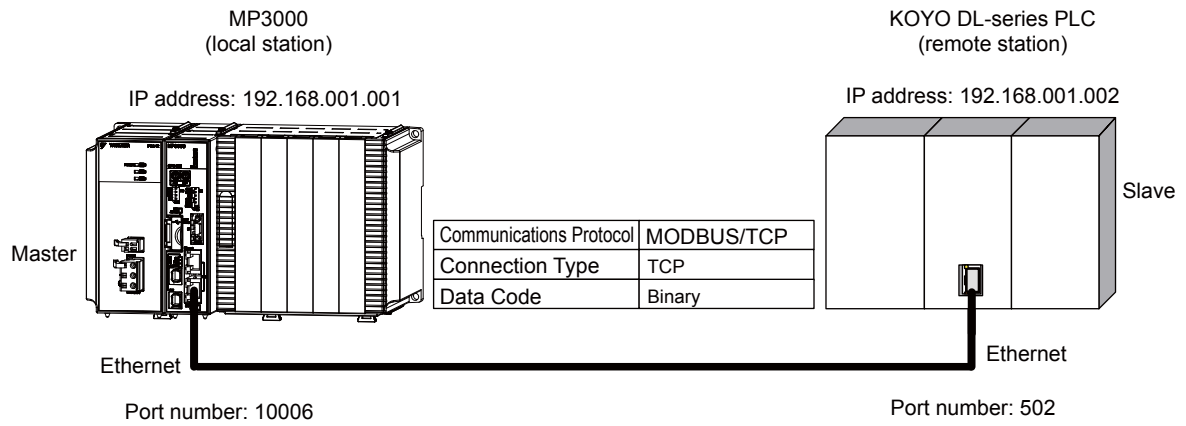 MP3000
(local station)
KOYO DL-series PLC
(remote station)
IP address: 192.168.001.001
IP address: 192.168.001.002
Master
Slave
Communications Protocol MODBUS/TCP
Connection Type TCP
Data Code Binary
Ethernet
Ethernet
Port number: 10006
Port number: 502